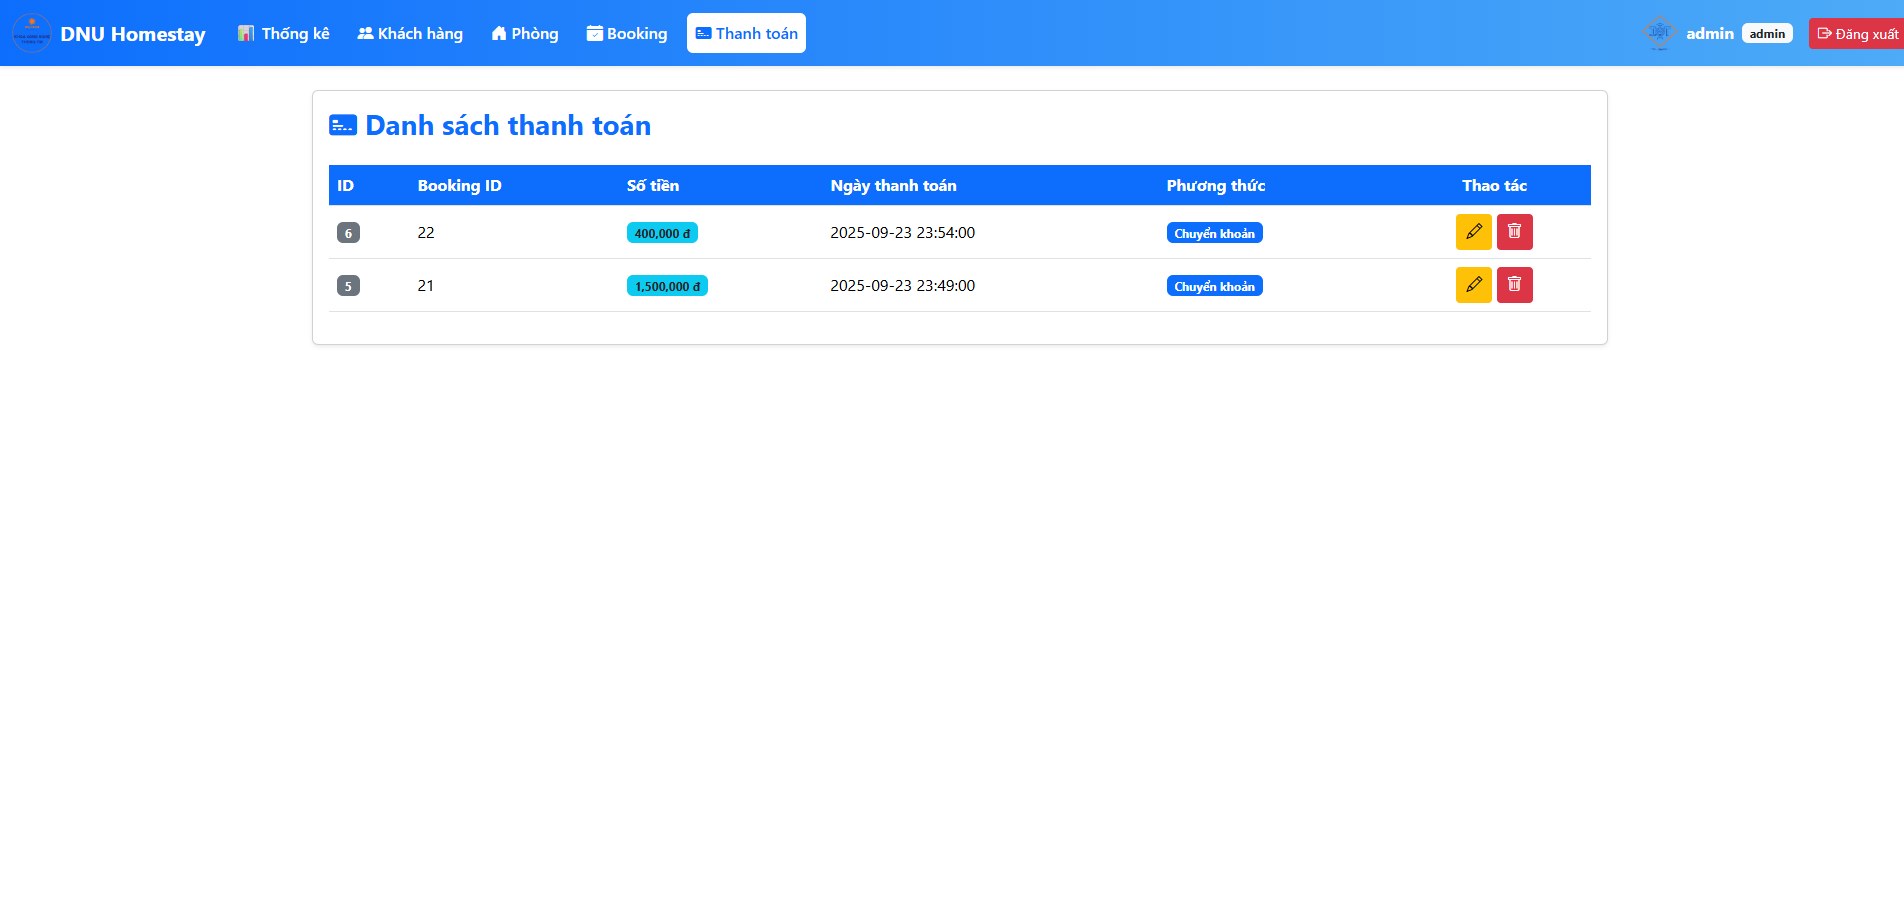 DNU Homestay Thống kê Khách hàng Phòng Booking Thanh toán admin admin Đăng xuất
Danh sách thanh toán
ID Booking ID Số tiền Ngày thanh toán Phương thức Thao tác
6 22 400,000 đ 2025-09-23 23:54:00 Chuyển khoản
5 21 1,500,000 đ 2025-09-23 23:49:00 Chuyển khoản